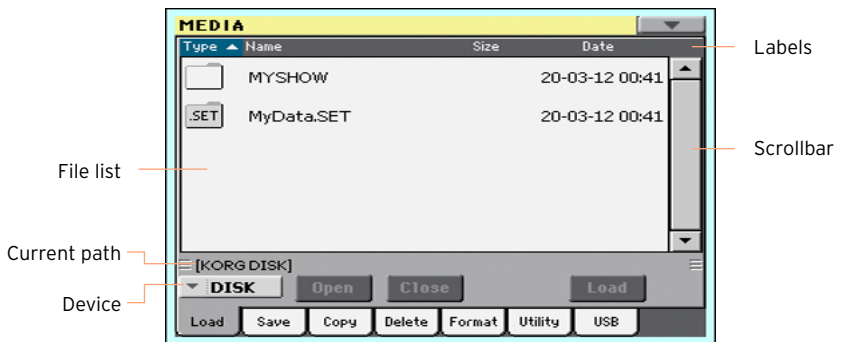 MEDIA
Type Name Size Date
Labels
MYSHOW 20-03-12 00:41
.SET MyData.SET 20-03-12 00:41
Scrollbar
File list
Current path
[KORG DISK]
DISK Open Close Load
Device
Load Save Copy Delete Format Utility USB